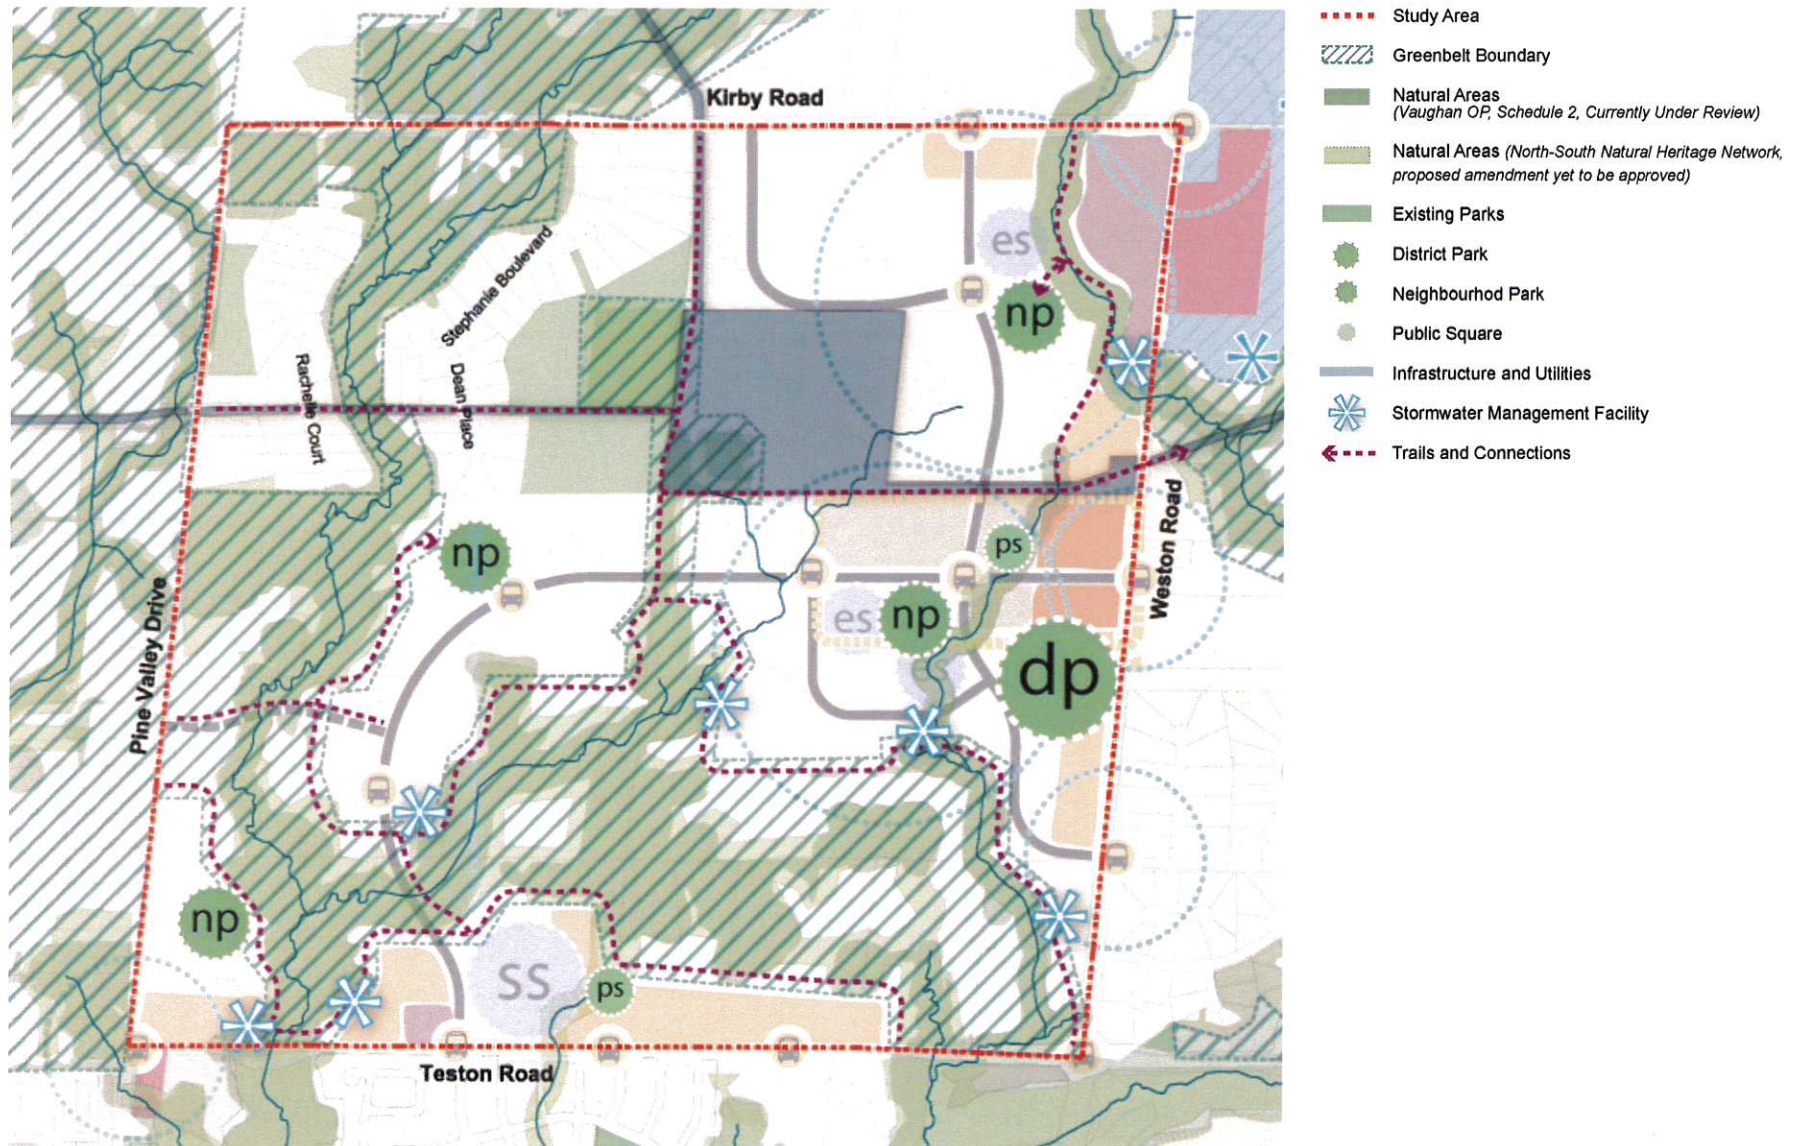 Kirby Road
es
np
Stephanie Boulevard
Rachelle Court
Dean Place
np
ps
Weston Road
es
np
dp
Pine Valley Drive
np
ss
ps
Teston Road
Study Area
Greenbelt Boundary
Natural Areas
(Vaughan OP, Schedule 2, Currently Under Review)
Natural Areas (North-South Natural Heritage Network,
proposed amendment yet to be approved)
Existing Parks
District Park
Neighbourhod Park
Public Square
Infrastructure and Utilities
Stormwater Management Facility
Trails and Connections